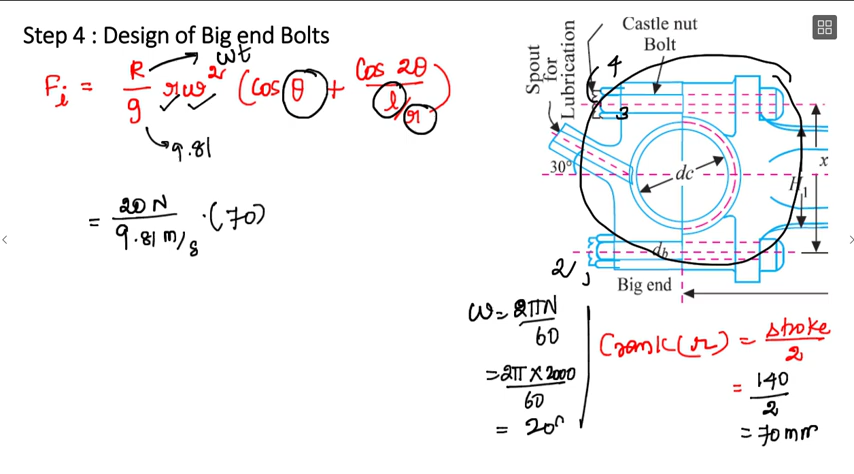 Step 4 : Design of Big end Bolts
wt
Fi = R/g rω² (cos θ + cos 2θ / l/r)
9.81
= 20 N / 9.81 m/s · (70)
Castle nut
Bolt
Spout
for
Lubrication
4
3
30°
dc
x
H1
db
2
Big end
ω = 2πN / 60
= 2π × 2000 / 60
= 20
Crank (r) = stroke / 2
= 140 / 2
= 70 mm